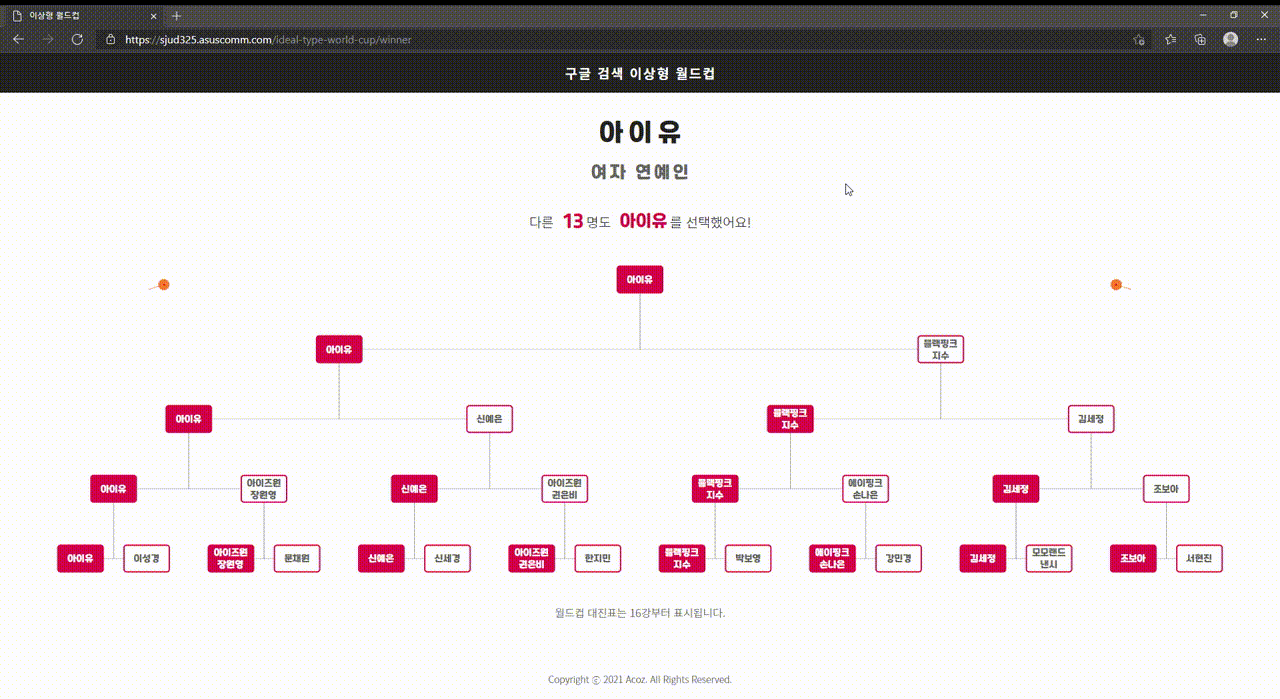 이상형 월드컵
https://sjud325.asuscomm.com/ideal-type-world-cup/winner
구글 검색 이상형 월드컵
아이유
여자 연예인
다른 13명도 아이유를 선택했어요!
아이유
아이유
블랙핑크
지수
아이유
신예은
블랙핑크
지수
김세정
아이유
아이즈원
장원영
신예은
아이즈원
권은비
블랙핑크
지수
에이핑크
손나은
김세정
조보아
아이유
이성경
아이즈원
장원영
문채원
신예은
신세경
아이즈원
권은비
한지민
블랙핑크
지수
박보영
에이핑크
손나은
강민경
김세정
모모랜드
낸시
조보아
서현진
월드컵 대진표는 16강부터 표시됩니다.
Copyright ⓒ 2021 Acoz. All Rights Reserved.